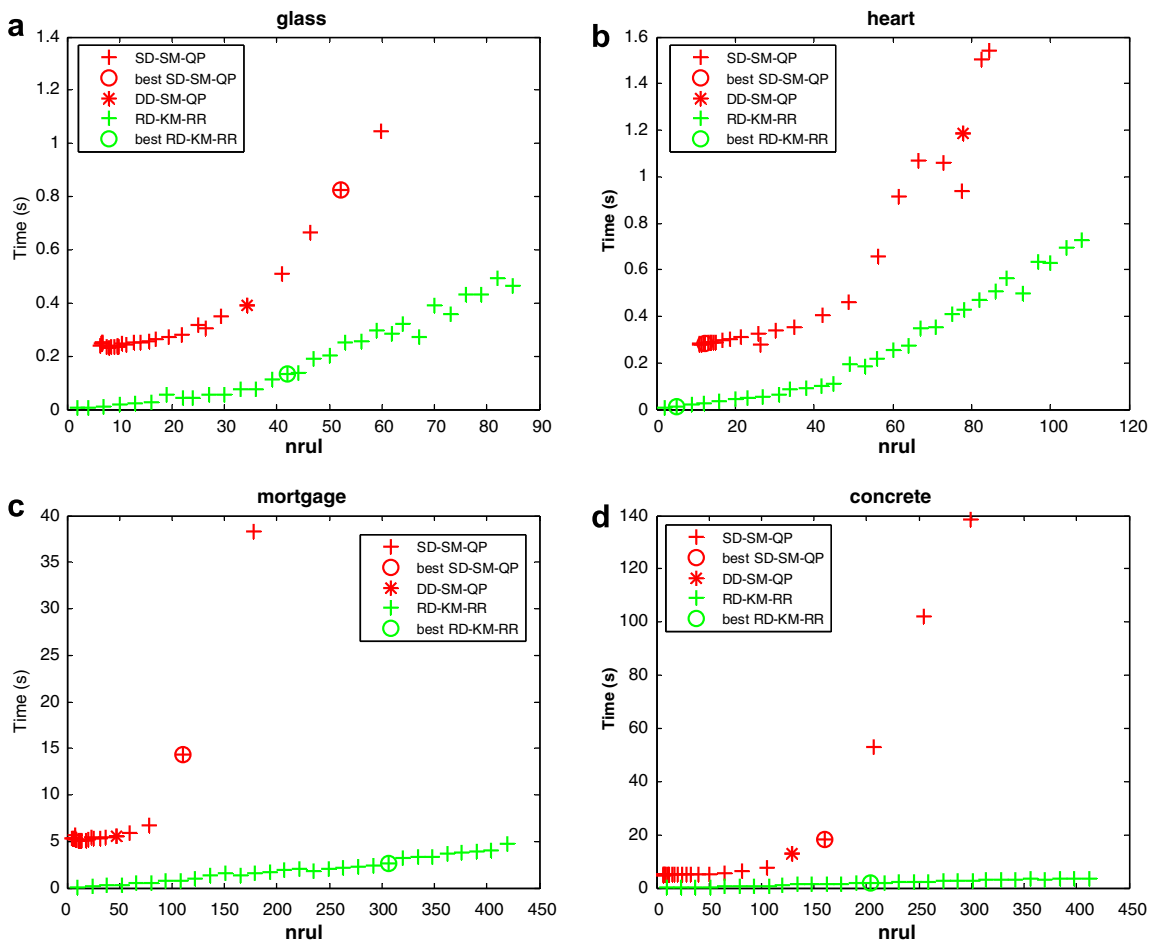 a
glass
1.4
1.2
1
0.8
0.6
0.4
0.2
0
Time (s)
SD-SM-QP
best SD-SM-QP
DD-SM-QP
RD-KM-RR
best RD-KM-RR
0 10 20 30 40 50 60 70 80 90
nrul
b
heart
1.6
1.4
1.2
1
0.8
0.6
0.4
0.2
0
Time (s)
SD-SM-QP
best SD-SM-QP
DD-SM-QP
RD-KM-RR
best RD-KM-RR
0 20 40 60 80 100 120
nrul
c
mortgage
40
35
30
25
20
15
10
5
0
Time (s)
SD-SM-QP
best SD-SM-QP
DD-SM-QP
RD-KM-RR
best RD-KM-RR
0 50 100 150 200 250 300 350 400 450
nrul
d
concrete
140
120
100
80
60
40
20
0
Time (s)
SD-SM-QP
best SD-SM-QP
DD-SM-QP
RD-KM-RR
best RD-KM-RR
0 50 100 150 200 250 300 350 400 450
nrul